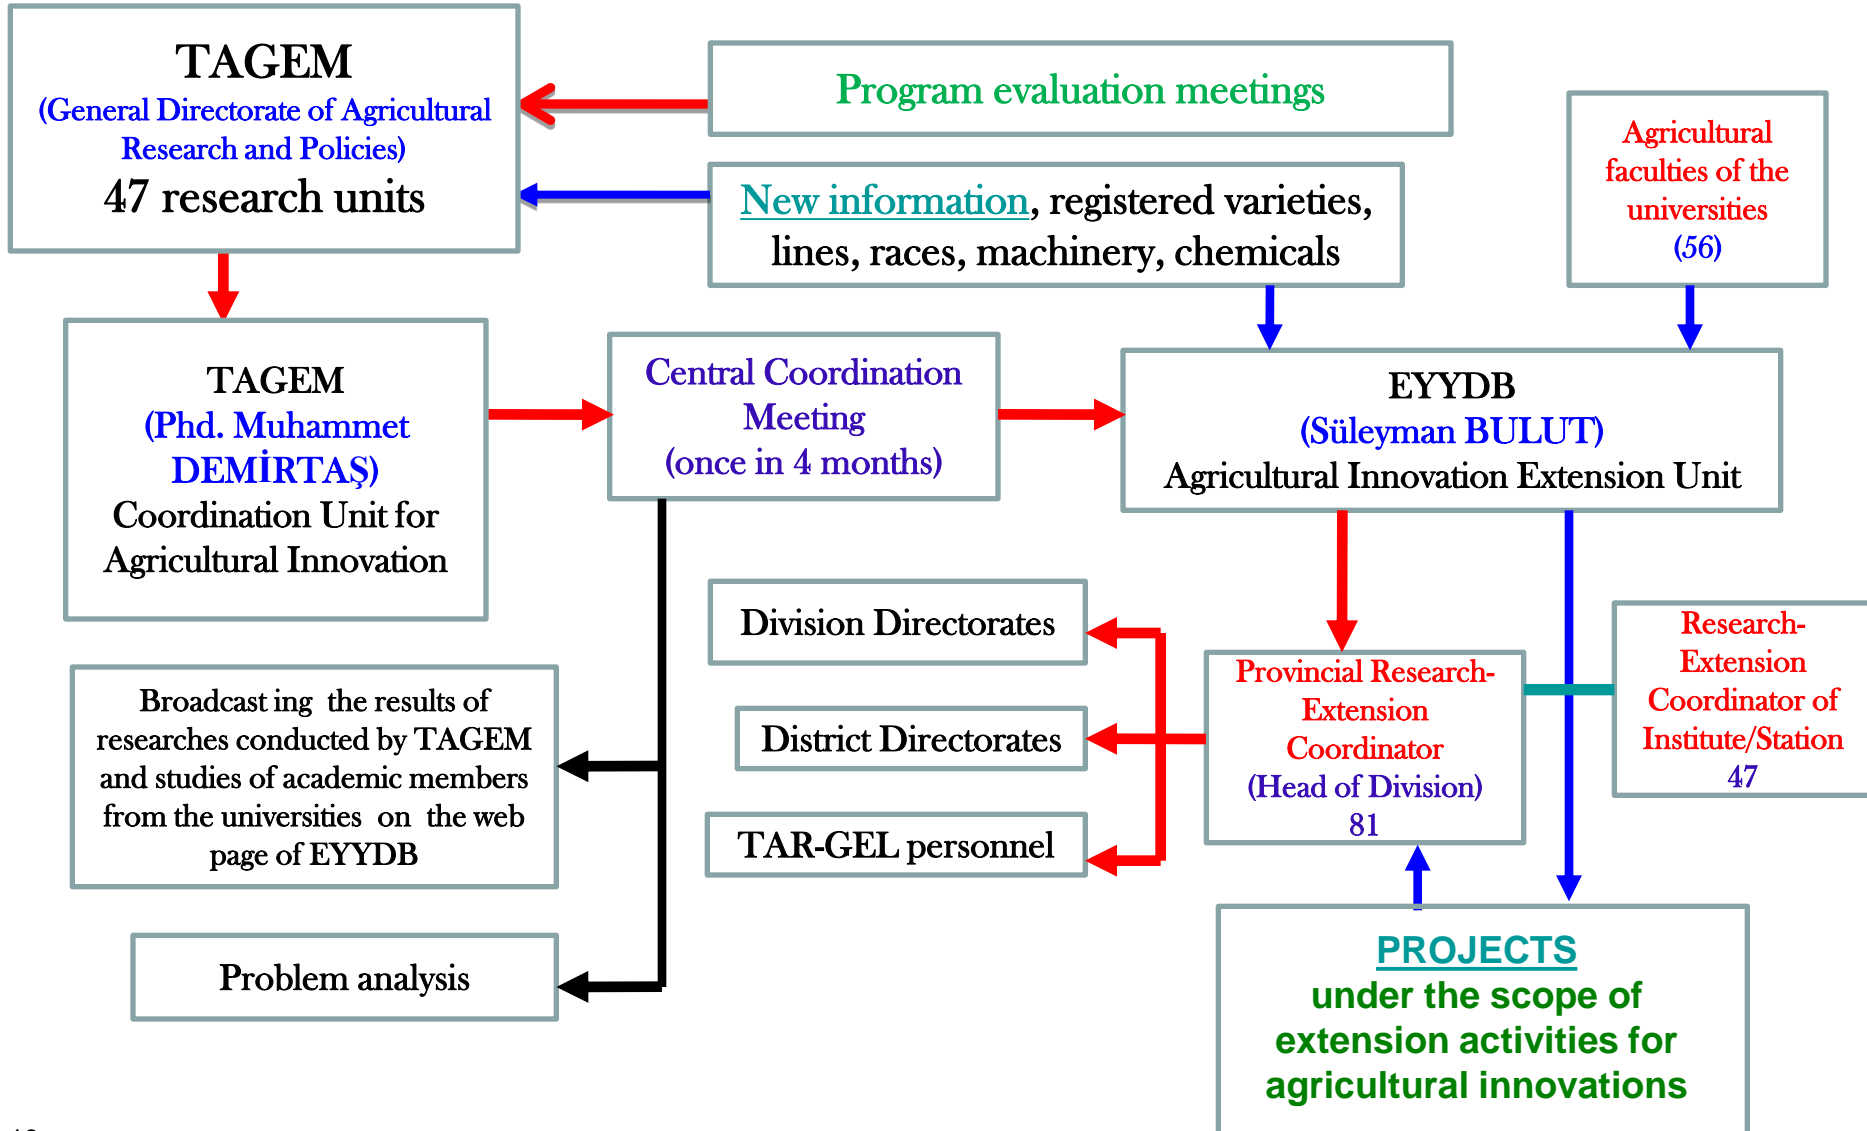 TAGEM
(General Directorate of Agricultural
Research and Policies)
47 research units
Program evaluation meetings
New information, registered varieties,
lines, races, machinery, chemicals
Agricultural
faculties of the
universities
(56)
TAGEM
(Phd. Muhammet
DEMİRTAŞ)
Coordination Unit for
Agricultural Innovation
Central Coordination
Meeting
(once in 4 months)
EYYDB
(Süleyman BULUT)
Agricultural Innovation Extension Unit
Broadcast ing the results of
researches conducted by TAGEM
and studies of academic members
from the universities on the web
page of EYYDB
Problem analysis
Division Directorates
District Directorates
TAR-GEL personnel
Provincial Research-
Extension
Coordinator
(Head of Division)
81
Research-
Extension
Coordinator of
Institute/Station
47
PROJECTS
under the scope of
extension activities for
agricultural innovations